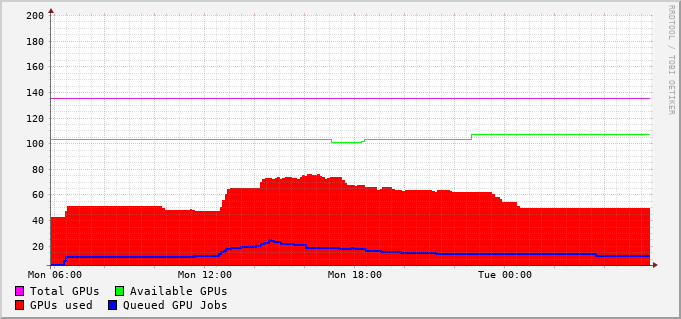 200
180
160
140
120
100
80
60
40
20
Mon 06:00 Mon 12:00 Mon 18:00 Tue 00:00
Total GPUs Available GPUs
GPUs used Queued GPU Jobs
RRDTOOL / TOBI OETIKER